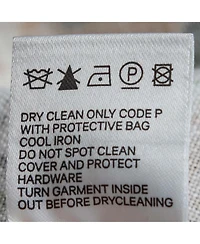 P
DRY CLEAN ONLY CODE P
WITH PROTECTIVE BAG
COOL IRON
DO NOT SPOT CLEAN
COVER AND PROTECT
HARDWARE
TURN GARMENT INSIDE
OUT BEFORE DRYCLEANING